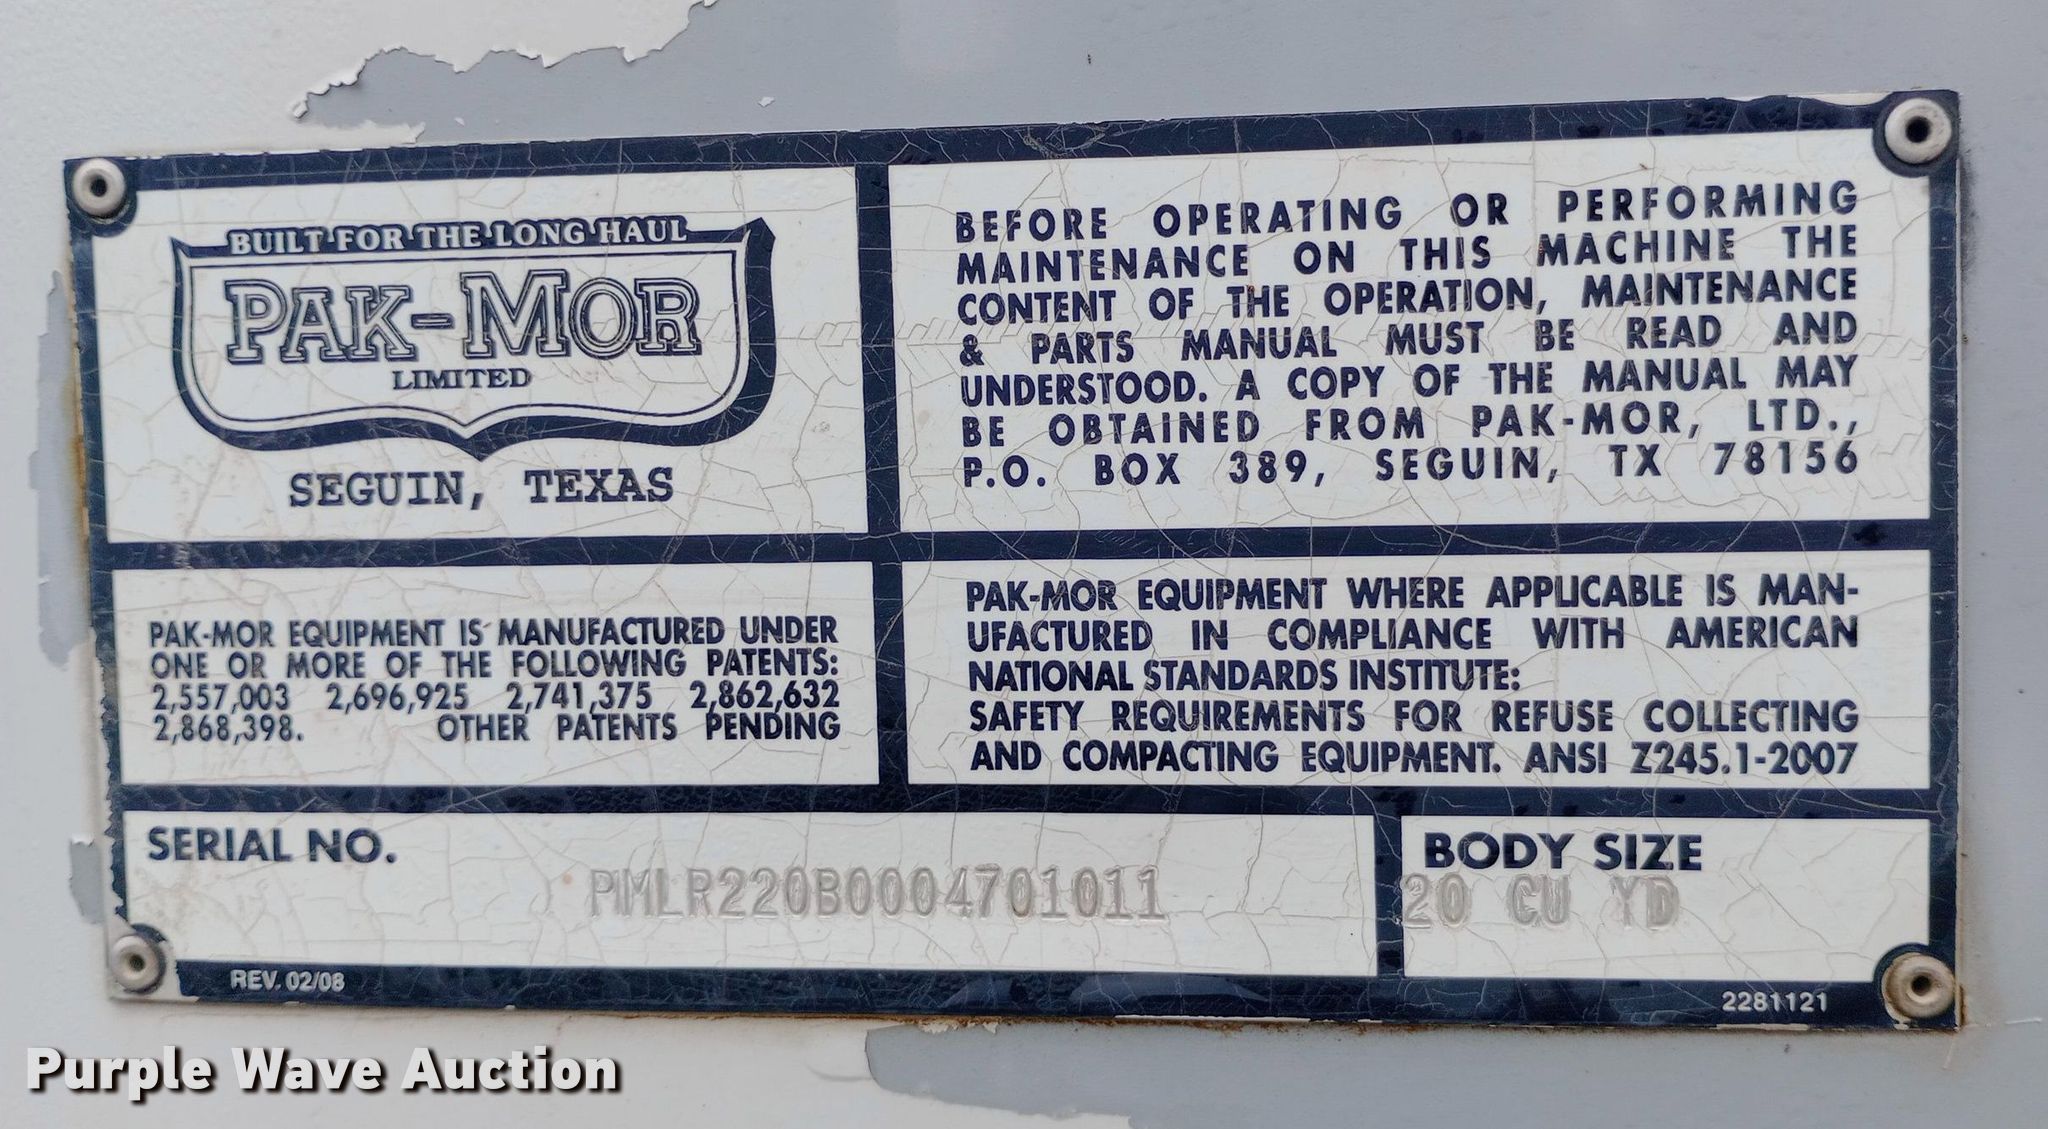 BUILT FOR THE LONG HAUL
PAK-MOR
LIMITED
SEGUIN, TEXAS
BEFORE OPERATING OR PERFORMING
MAINTENANCE ON THIS MACHINE THE
CONTENT OF THE OPERATION, MAINTENANCE
& PARTS MANUAL MUST BE READ AND
UNDERSTOOD. A COPY OF THE MANUAL MAY
BE OBTAINED FROM PAK-MOR, LTD.,
P.O. BOX 389, SEGUIN, TX 78156
PAK-MOR EQUIPMENT IS MANUFACTURED UNDER
ONE OR MORE OF THE FOLLOWING PATENTS:
2,557,003 2,696,925 2,741,375 2,862,632
2,868,398. OTHER PATENTS PENDING
PAK-MOR EQUIPMENT WHERE APPLICABLE IS MAN-
UFACTURED IN COMPLIANCE WITH AMERICAN
NATIONAL STANDARDS INSTITUTE:
SAFETY REQUIREMENTS FOR REFUSE COLLECTING
AND COMPACTING EQUIPMENT. ANSI Z245.1-2007
SERIAL NO.
PMLR220B0004701011
BODY SIZE
20 CU YD
REV. 02/08
2281121
Purple Wave Auction